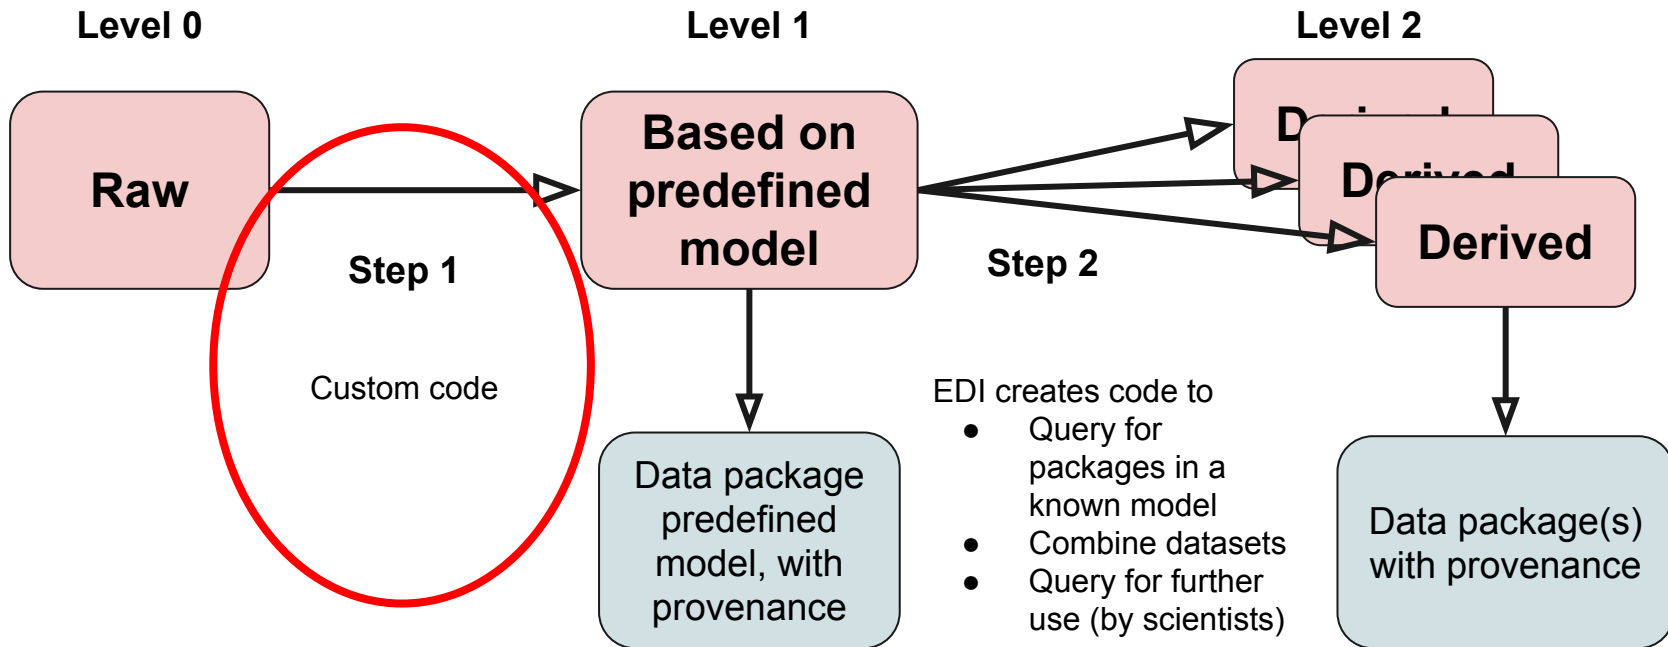 Level 0
Level 1
Level 2
Raw
Based on
predefined
model
Derived
Derived
Derived
Step 1
Step 2
Custom code
Data package
predefined
model, with
provenance
EDI creates code to
● Query for
packages in a
known model
● Combine datasets
● Query for further
use (by scientists)
Data package(s)
with provenance